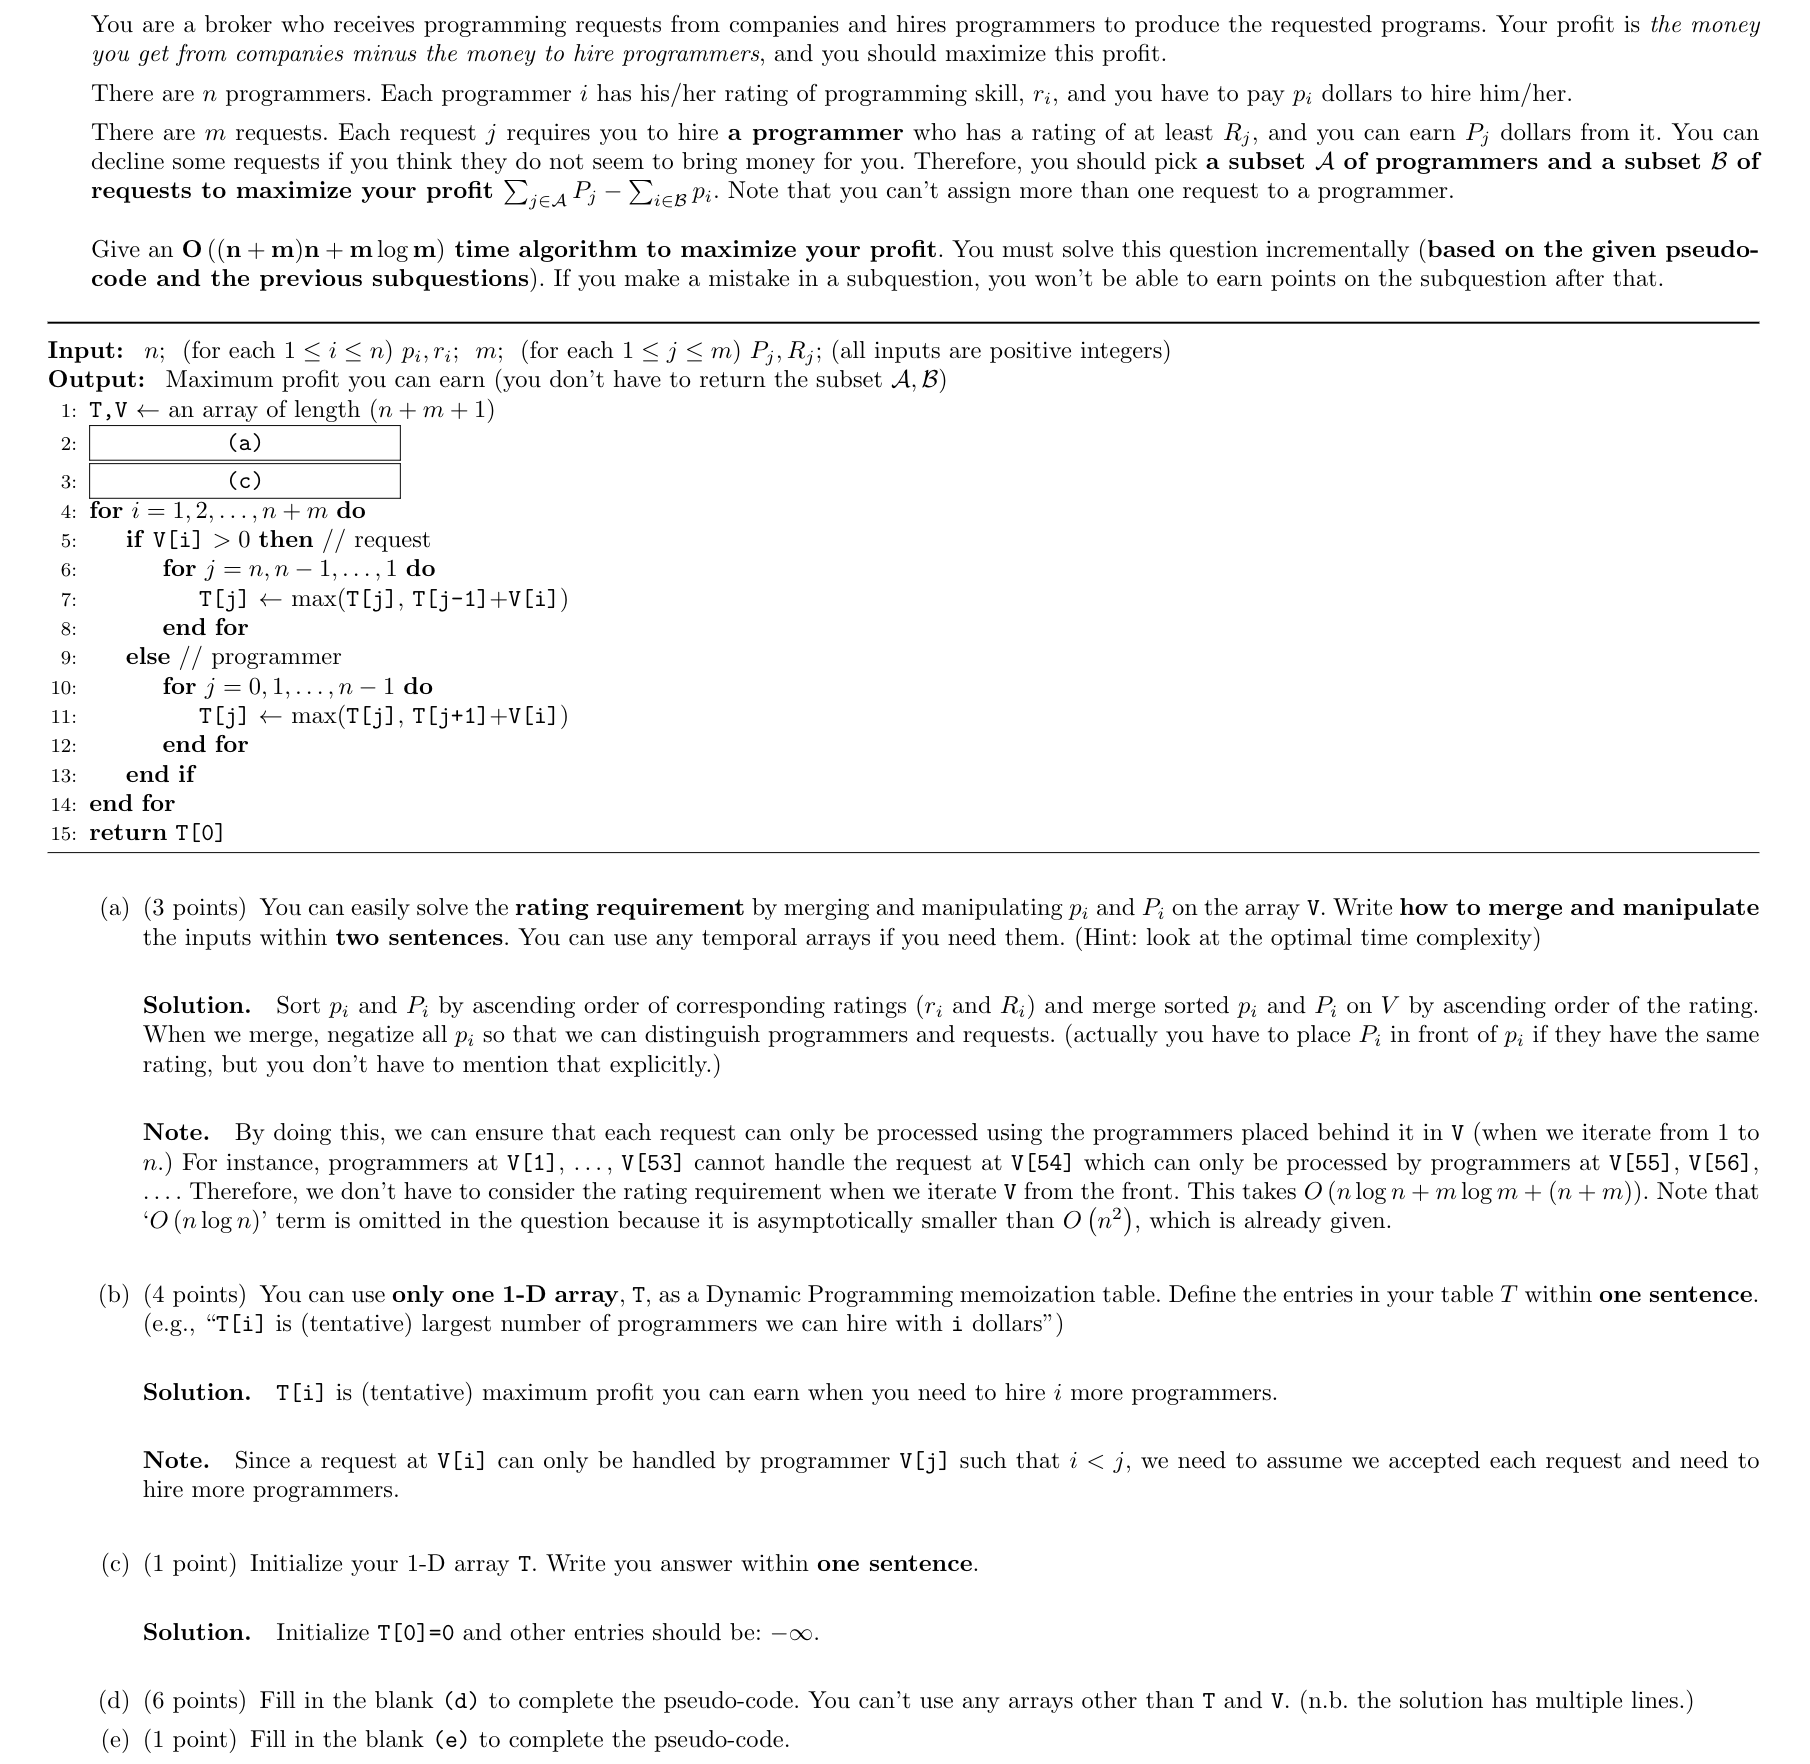 You are a broker who receives programming requests from companies and hires programmers to produce the requested programs. Your profit is the money
you get from companies minus the money to hire programmers, and you should maximize this profit.
There are n programmers. Each programmer i has his/her rating of programming skill, r_i, and you have to pay p_i dollars to hire him/her.
There are m requests. Each request j requires you to hire a programmer who has a rating of at least R_j, and you can earn P_j dollars from it. You can
decline some requests if you think they do not seem to bring money for you. Therefore, you should pick a subset 𝒜 of programmers and a subset ℬ of
requests to maximize your profit ∑_{j∈𝒜} P_j − ∑_{i∈ℬ} p_i. Note that you can't assign more than one request to a programmer.
Give an O((n + m)n + m log m) time algorithm to maximize your profit. You must solve this question incrementally (based on the given pseudo-
code and the previous subquestions). If you make a mistake in a subquestion, you won't be able to earn points on the subquestion after that.
Input: n; (for each 1 ≤ i ≤ n) p_i, r_i; m; (for each 1 ≤ j ≤ m) P_j, R_j; (all inputs are positive integers)
Output: Maximum profit you can earn (you don't have to return the subset 𝒜, ℬ)
1: T,V ← an array of length (n + m + 1)
2: (a)
3: (c)
4: for i = 1, 2, . . . , n + m do
5: if V[i] > 0 then // request
6: for j = n, n − 1, . . . , 1 do
7: T[j] ← max(T[j], T[j-1]+V[i])
8: end for
9: else // programmer
10: for j = 0, 1, . . . , n − 1 do
11: T[j] ← max(T[j], T[j+1]+V[i])
12: end for
13: end if
14: end for
15: return T[0]
(a) (3 points) You can easily solve the rating requirement by merging and manipulating p_i and P_i on the array V. Write how to merge and manipulate
the inputs within two sentences. You can use any temporal arrays if you need them. (Hint: look at the optimal time complexity)
Solution. Sort p_i and P_i by ascending order of corresponding ratings (r_i and R_i) and merge sorted p_i and P_i on V by ascending order of the rating.
When we merge, negatize all p_i so that we can distinguish programmers and requests. (actually you have to place P_i in front of p_i if they have the same
rating, but you don't have to mention that explicitly.)
Note. By doing this, we can ensure that each request can only be processed using the programmers placed behind it in V (when we iterate from 1 to
n.) For instance, programmers at V[1], . . . , V[53] cannot handle the request at V[54] which can only be processed by programmers at V[55], V[56],
. . . . Therefore, we don't have to consider the rating requirement when we iterate V from the front. This takes O (n log n + m log m + (n + m)). Note that
‘O (n log n)’ term is omitted in the question because it is asymptotically smaller than O (n²), which is already given.
(b) (4 points) You can use only one 1-D array, T, as a Dynamic Programming memoization table. Define the entries in your table T within one sentence.
(e.g., “T[i] is (tentative) largest number of programmers we can hire with i dollars”)
Solution. T[i] is (tentative) maximum profit you can earn when you need to hire i more programmers.
Note. Since a request at V[i] can only be handled by programmer V[j] such that i < j, we need to assume we accepted each request and need to
hire more programmers.
(c) (1 point) Initialize your 1-D array T. Write you answer within one sentence.
Solution. Initialize T[0]=0 and other entries should be: −∞.
(d) (6 points) Fill in the blank (d) to complete the pseudo-code. You can't use any arrays other than T and V. (n.b. the solution has multiple lines.)
(e) (1 point) Fill in the blank (e) to complete the pseudo-code.